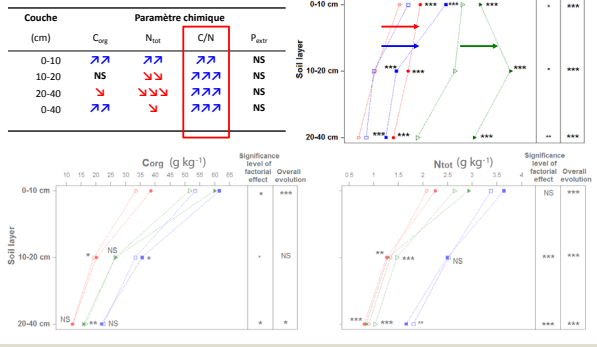 Couche Paramètre chimique
(cm) Corg Ntot C/N Pextr
0-10 ↗↗ ↗↗ ↗↗ NS
10-20 NS ↘↘ ↗↗↗ NS
20-40 ↘ ↘↘↘ ↗↗↗ NS
0-40 ↗↗ ↘ ↗↗↗ NS
Soil layer
0-10 cm *** ***** *** * ***
10-20 cm *** *** *** * ***
20-40 cm *** *** *** ** ***
Corg (g kg-1)
Significance level of factorial effect
Overall evolution
10 15 20 25 30 35 40 45 50 55 60 65
Soil layer
0-10 cm * ***
10-20 cm * NS * * NS
20-40 cm NS ** NS * *
Ntot (g kg-1)
Significance level of factorial effect
Overall evolution
0.5 1 1.5 2 2.5 3 3.5 4
0-10 cm NS ***
10-20 cm ** *** NS *** ***
20-40 cm *** *** ** *** ***